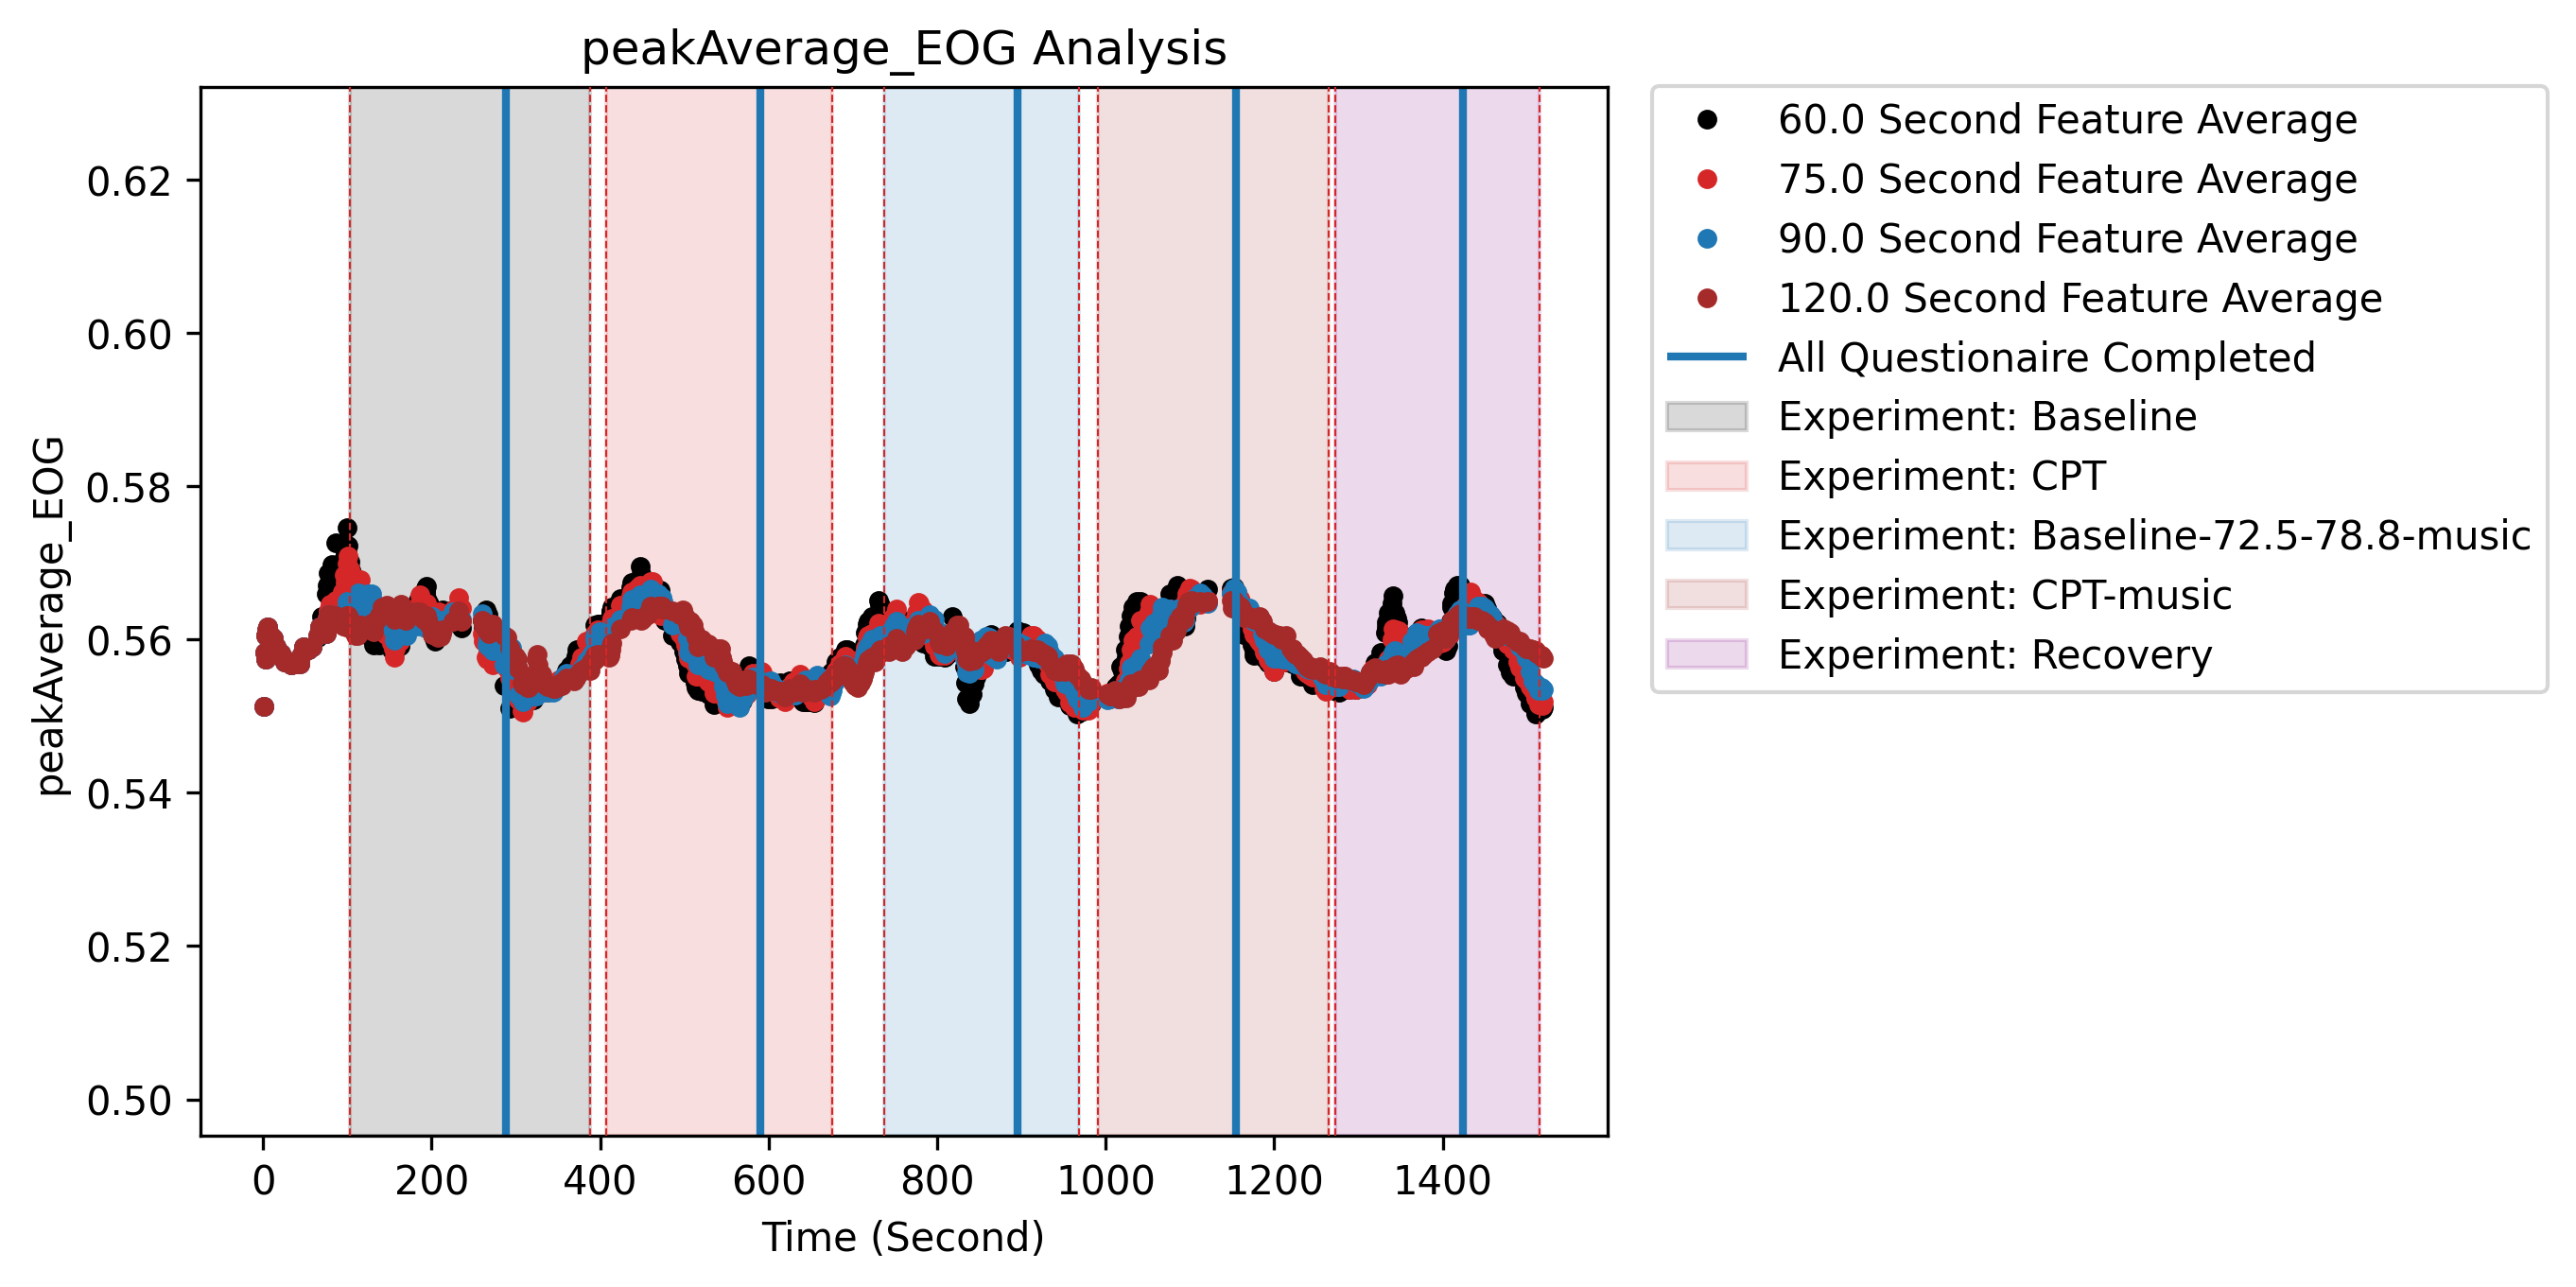 peakAverage_EOG Analysis
peakAverage_EOG
0.62
0.60
0.58
0.56
0.54
0.52
0.50
0
200
400
600
800
1000
1200
1400
Time (Second)
60.0 Second Feature Average
75.0 Second Feature Average
90.0 Second Feature Average
120.0 Second Feature Average
All Questionaire Completed
Experiment: Baseline
Experiment: CPT
Experiment: Baseline-72.5-78.8-music
Experiment: CPT-music
Experiment: Recovery